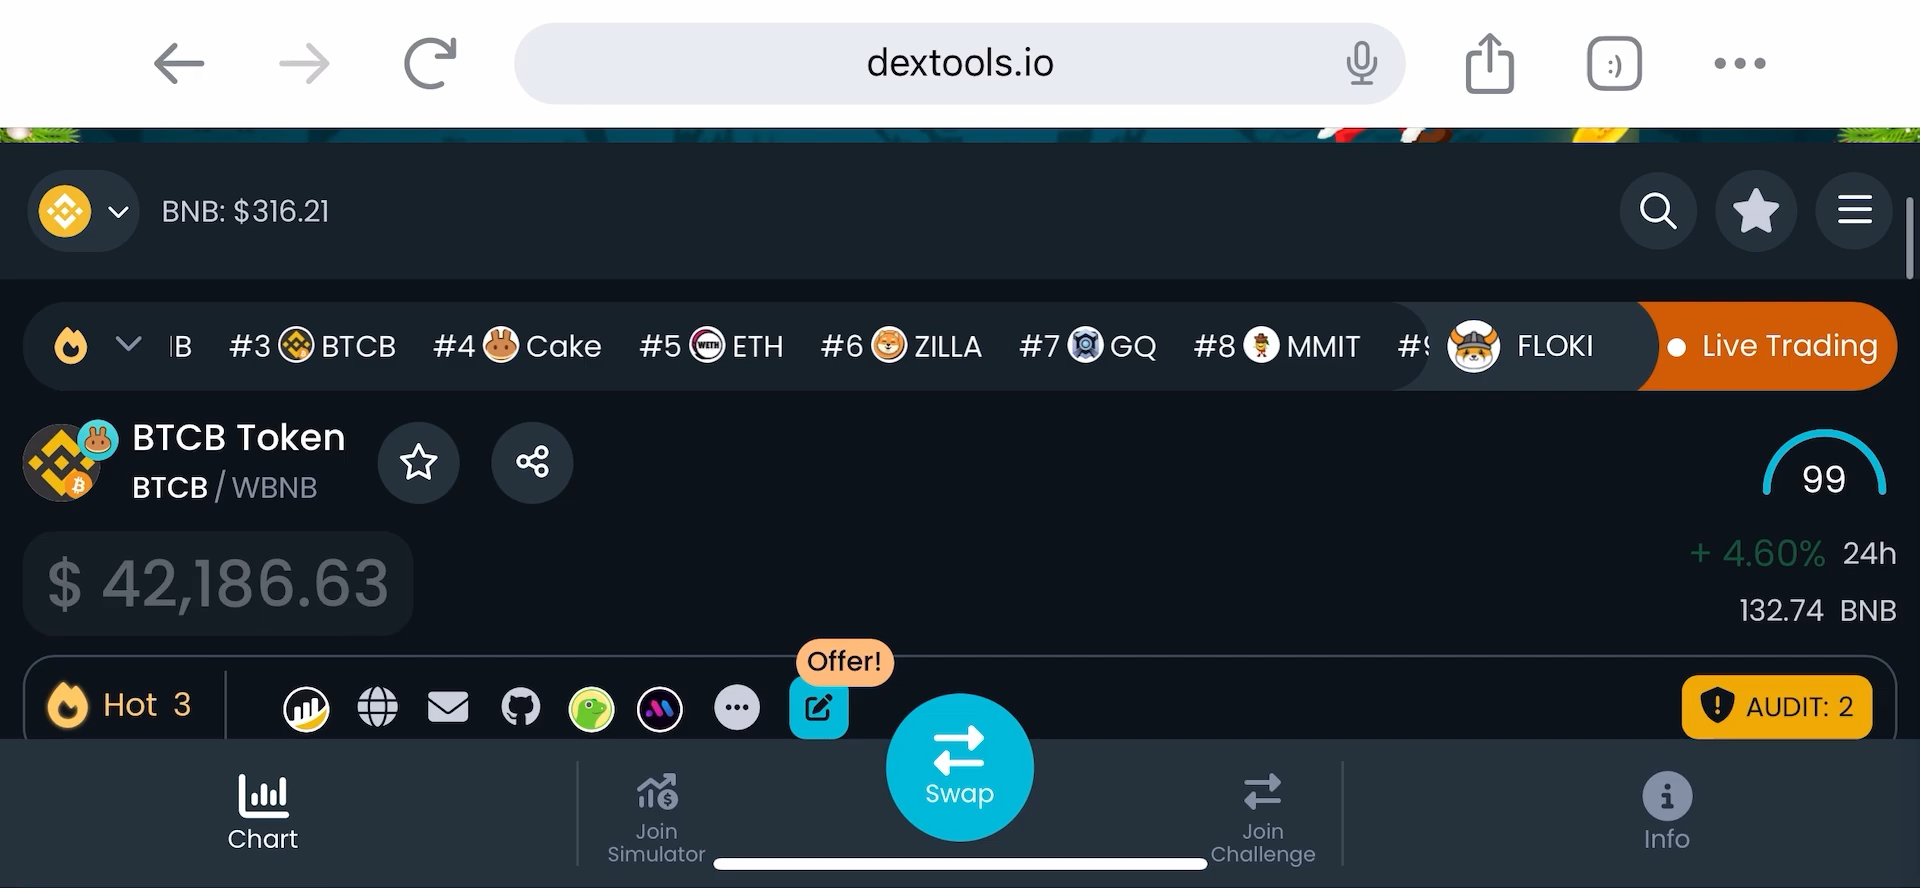 dextools.io
BNB: $316.21
#3 BTCB #4 Cake #5 WETH ETH #6 ZILLA #7 GQ #8 MMIT FLOKI Live Trading
BTCB Token
BTCB / WBNB
99
$ 42,186.63
+ 4.60% 24h
132.74 BNB
Offer!
Hot 3
AUDIT: 2
Chart
Join Simulator
Swap
Join Challenge
Info